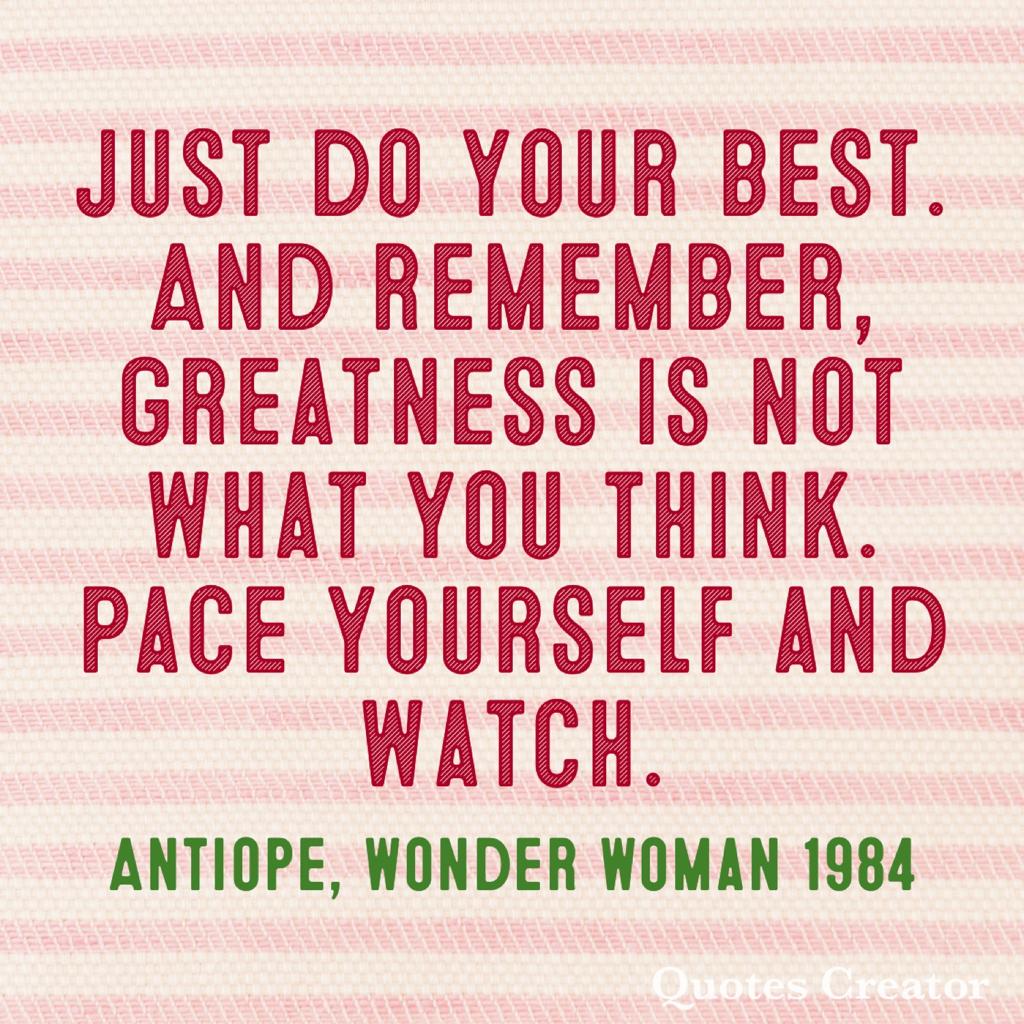 JUST DO YOUR BEST.
AND REMEMBER,
GREATNESS IS NOT
WHAT YOU THINK.
PACE YOURSELF AND
WATCH.
ANTIOPE, WONDER WOMAN 1984
Quotes Creator